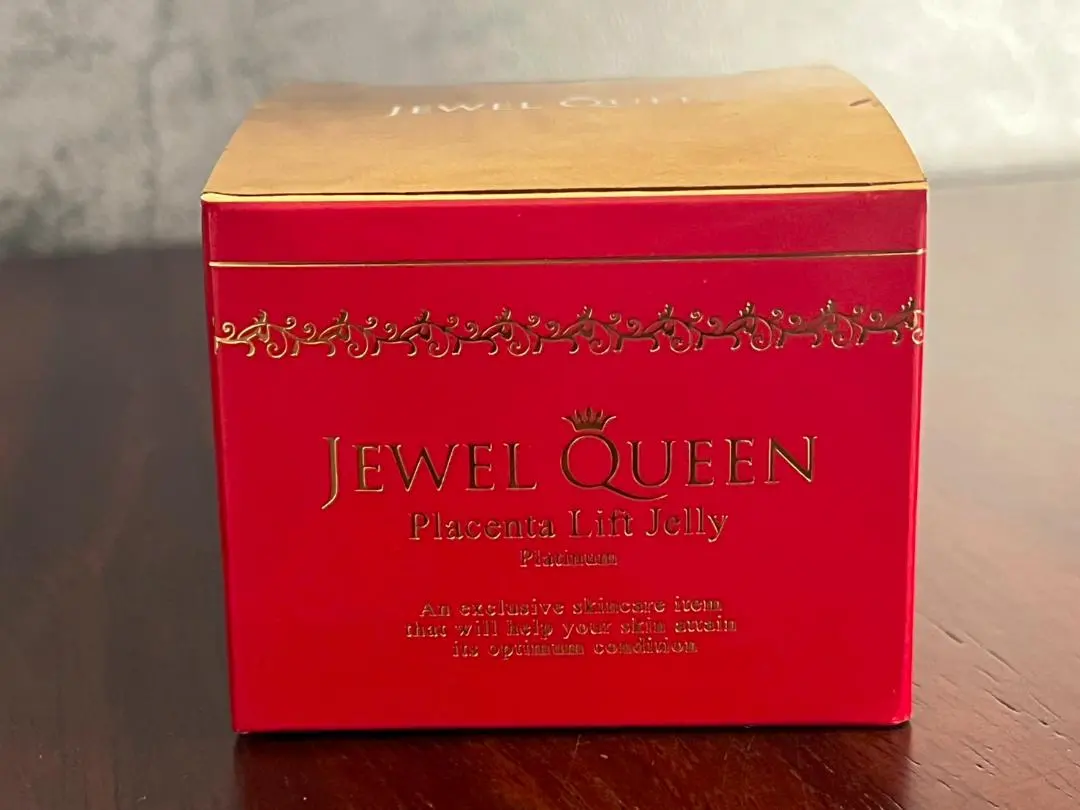 JEWEL QUEEN
JEWEL QUEEN
Placenta Lift Jelly
Platinum
An exclusive skincare item
that will help your skin attain
its optimum condition